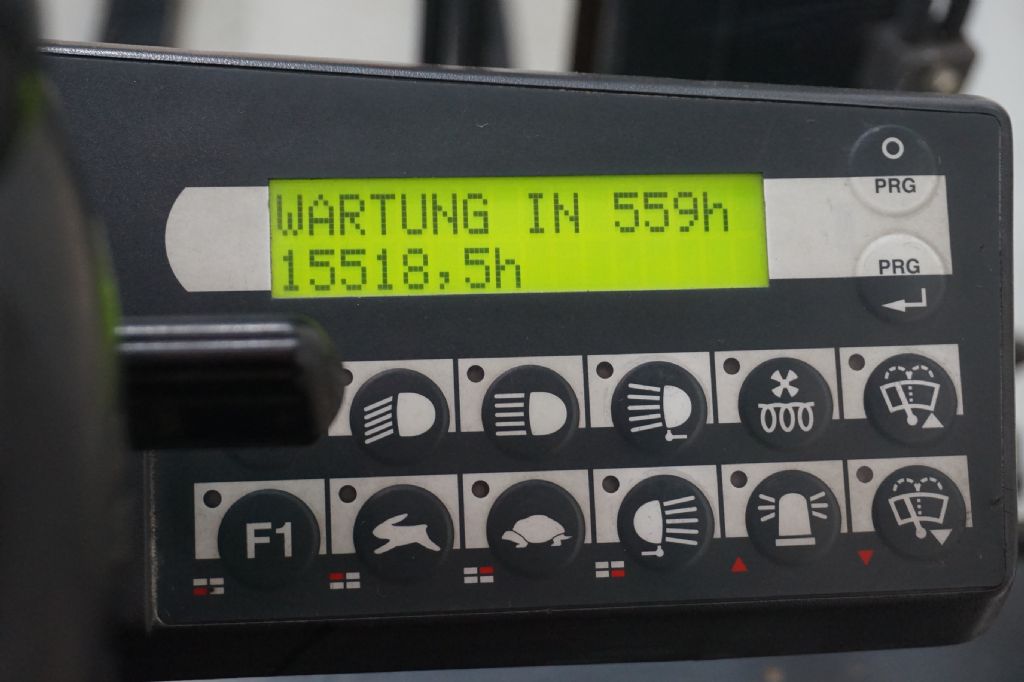 WARTUNG IN 559h
15518,5h
PRG
PRG
F1